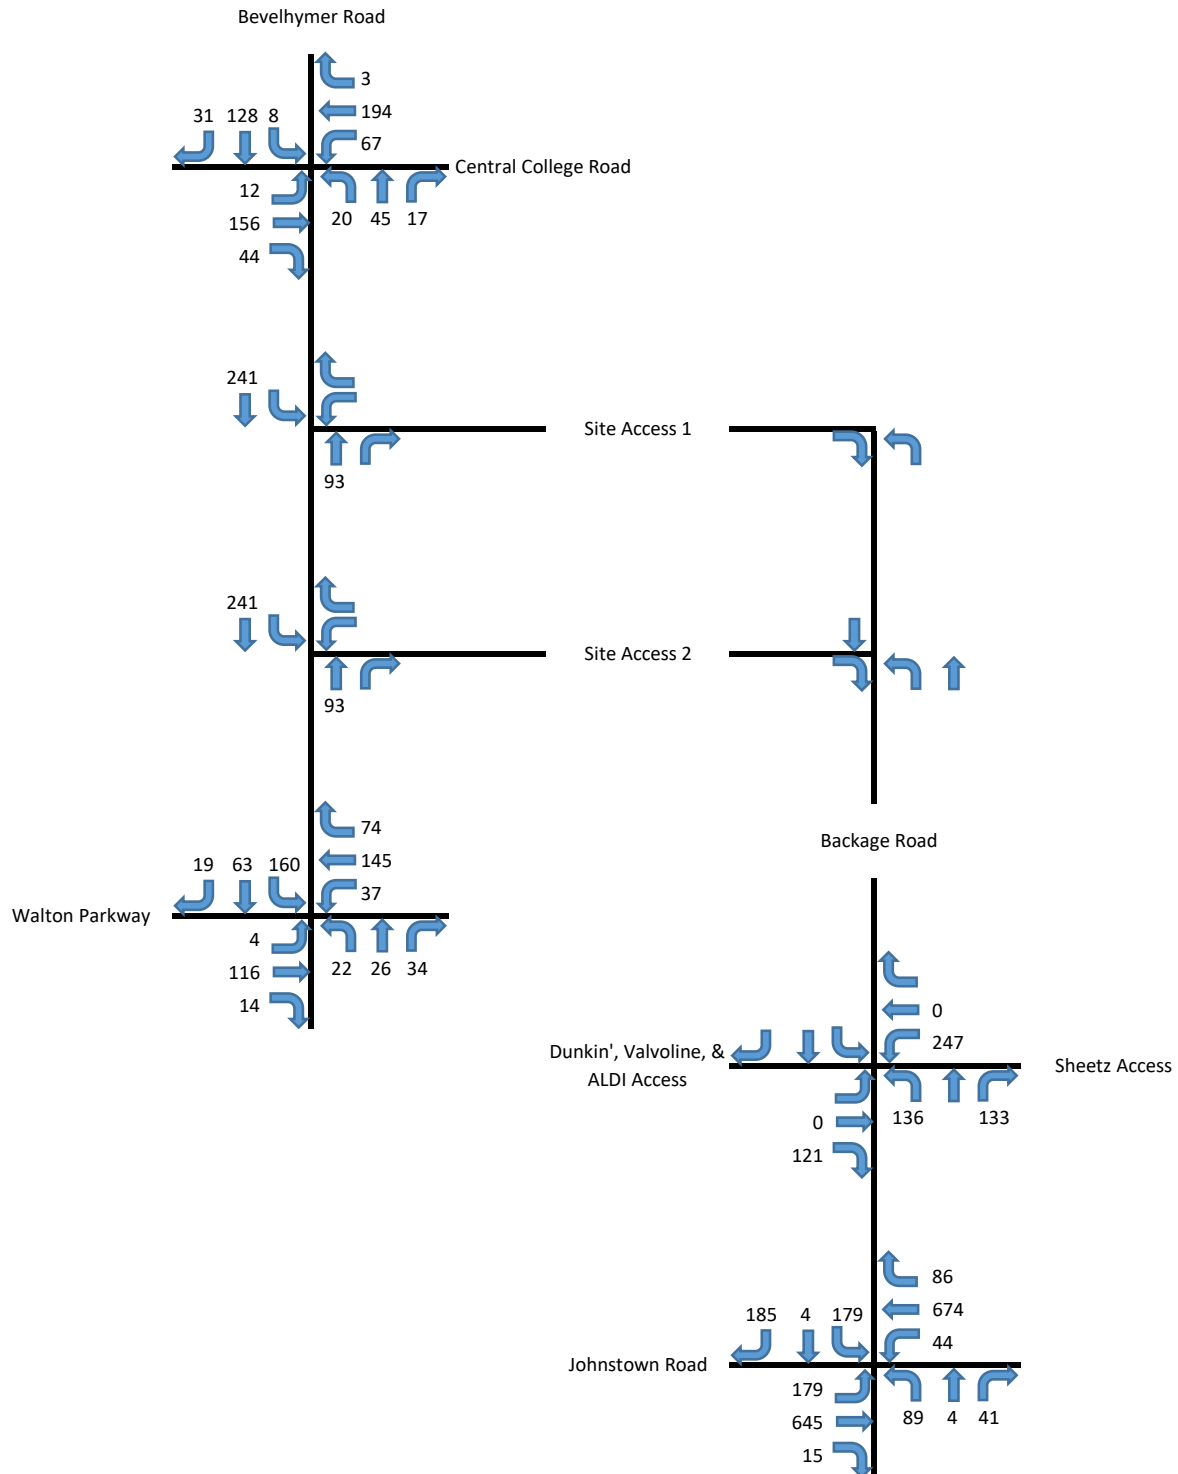 Bevelhymer Road
3
31 128 8
194
67
Central College Road
12
156
44
20 45 17
241
Site Access 1
93
241
Site Access 2
93
74
145
37
19 63 160
Walton Parkway
4
116
14
22 26 34
Backage Road
0
247
Dunkin', Valvoline, &
ALDI Access
Sheetz Access
0
121
136 133
86
674
44
185 4 179
Johnstown Road
179
645
15
89 4 41